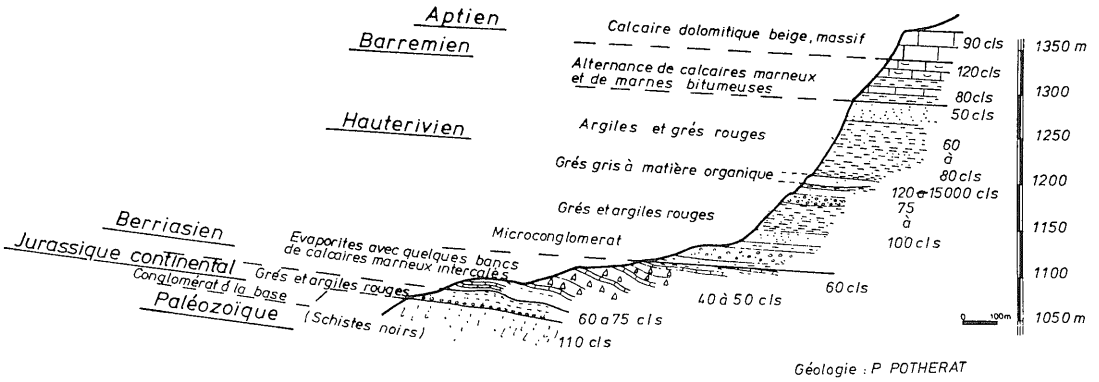 Aptien
Calcaire dolomitique beige, massif
90 cls
1350 m
Barremien
Alternance de calcaires marneux
et de marnes bitumeuses
120 cls
80 cls
1300
50 cls
Hauterivien
Argiles et grés rouges
1250
60
à
80 cls
Grés gris à matière organique
1200
120 a 15000 cls
Grés et argiles rouges
75
à
100 cls
1150
Berriasien
Microconglomerat
Evaporites avec quelques bancs
de calcaires marneux intercalés
1100
Jurassique continental
Grés et argiles rouges
60 cls
40 à 50 cls
Conglomérat à la base
Paléozoïque
(Schistes noirs)
60 a 75 cls
110 cls
1050 m
0 100m
Géologie : P POTHERAT